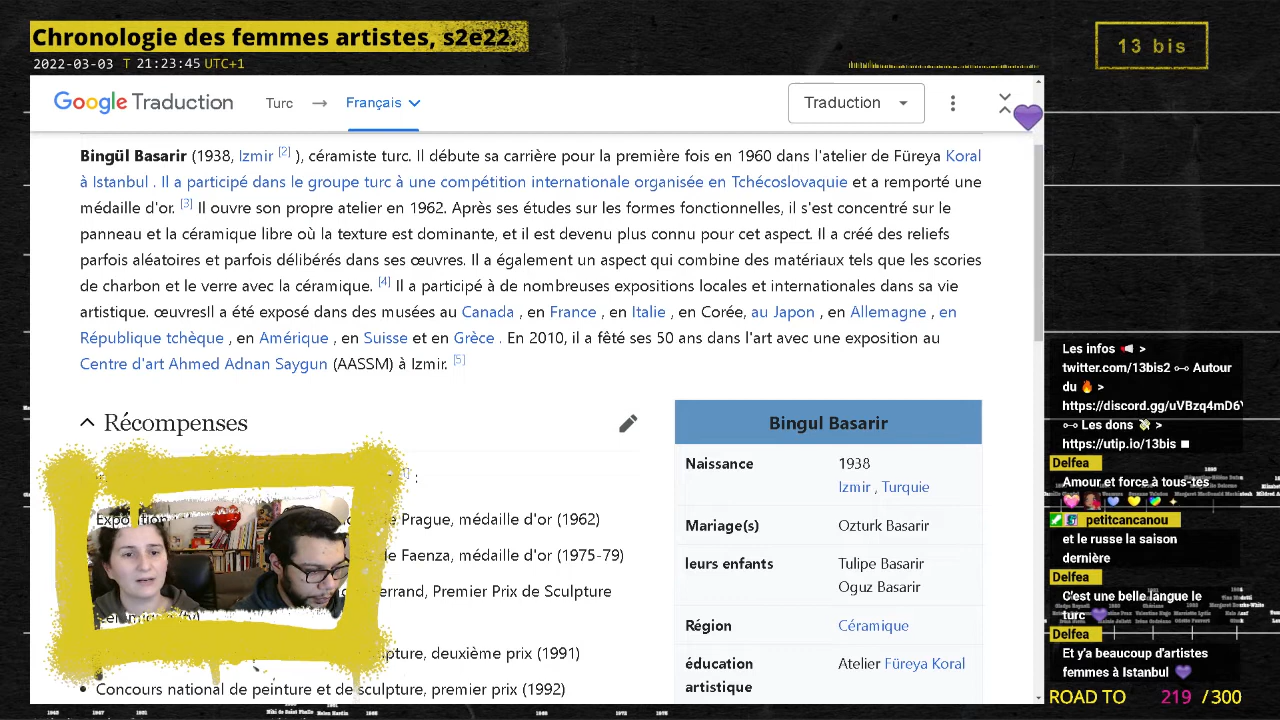 Chronologie des femmes artistes, s2e22.
2022-03-03 T 21:23:45 UTC+1
13 bis
Google Traduction Turc → Français Traduction
Bingül Basarir (1938, Izmir [2] ), céramiste turc. Il débute sa carrière pour la première fois en 1960 dans l'atelier de Füreya Koral
à Istanbul . Il a participé dans le groupe turc à une compétition internationale organisée en Tchécoslovaquie et a remporté une
médaille d'or. [3] Il ouvre son propre atelier en 1962. Après ses études sur les formes fonctionnelles, il s'est concentré sur le
panneau et la céramique libre où la texture est dominante, et il est devenu plus connu pour cet aspect. Il a créé des reliefs
parfois aléatoires et parfois délibérés dans ses œuvres. Il a également un aspect qui combine des matériaux tels que les scories
de charbon et le verre avec la céramique. [4] Il a participé à de nombreuses expositions locales et internationales dans sa vie
artistique. œuvresIl a été exposé dans des musées au Canada , en France , en Italie , en Corée, au Japon , en Allemagne , en
République tchèque , en Amérique , en Suisse et en Grèce . En 2010, il a fêté ses 50 ans dans l'art avec une exposition au
Centre d'art Ahmed Adnan Saygun (AASSM) à Izmir. [5]
Récompenses
:
de Prague, médaille d'or (1962)
de Faenza, médaille d'or (1975-79)
errand, Premier Prix de Sculpture
pture, deuxième prix (1991)
Concours national de peinture et de sculpture, premier prix (1992)
Bingul Basarir
Naissance 1938
Izmir , Turquie
Mariage(s) Ozturk Basarir
leurs enfants Tulipe Basarir
Oguz Basarir
Région Céramique
éducation Atelier Füreya Koral
artistique
Les infos 📢 >
twitter.com/13bis2 Autour
du 🔥 >
https://discord.gg/uVBzq4mD6Y
Les dons 💸 >
https://utip.io/13bis
Delfea
Amour et force à tous·tes
petitcancanou
et le russe la saison
dernière
Delfea
C'est une belle langue le
turc 💜
Delfea
Et y'a beaucoup d'artistes
femmes à Istanbul 💜
ROAD TO 219 /300